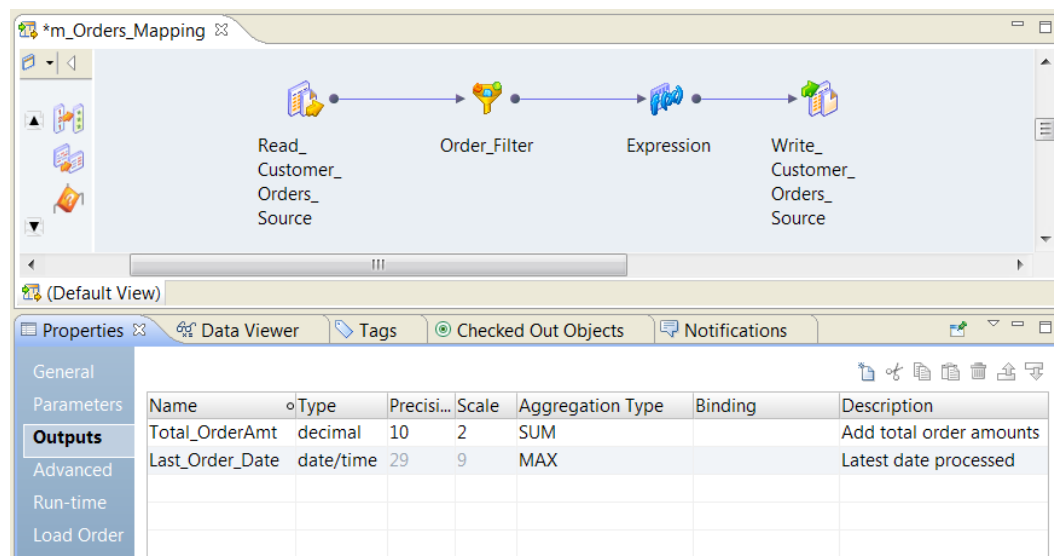 *m_Orders_Mapping
Read_
Customer_
Orders_
Source
Order_Filter
Expression
Write_
Customer_
Orders_
Source
(Default View)
Properties Data Viewer Tags Checked Out Objects Notifications
General
Parameters
Outputs
Advanced
Run-time
Load Order
Name Type Precisi... Scale Aggregation Type Binding Description
Total_OrderAmt decimal 10 2 SUM Add total order amounts
Last_Order_Date date/time 29 9 MAX Latest date processed